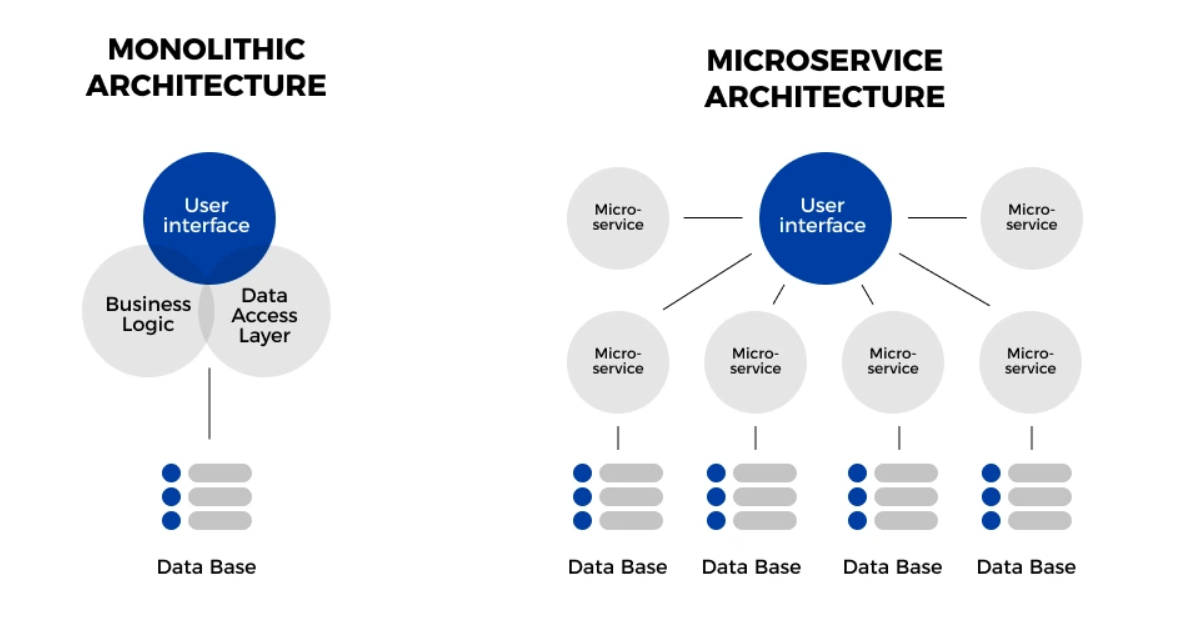 MONOLITHIC
ARCHITECTURE
User
interface
Business
Logic
Data
Access
Layer
Data Base
MICROSERVICE
ARCHITECTURE
Micro-
service
User
interface
Micro-
service
Micro-
service
Micro-
service
Micro-
service
Micro-
service
Data Base
Data Base
Data Base
Data Base